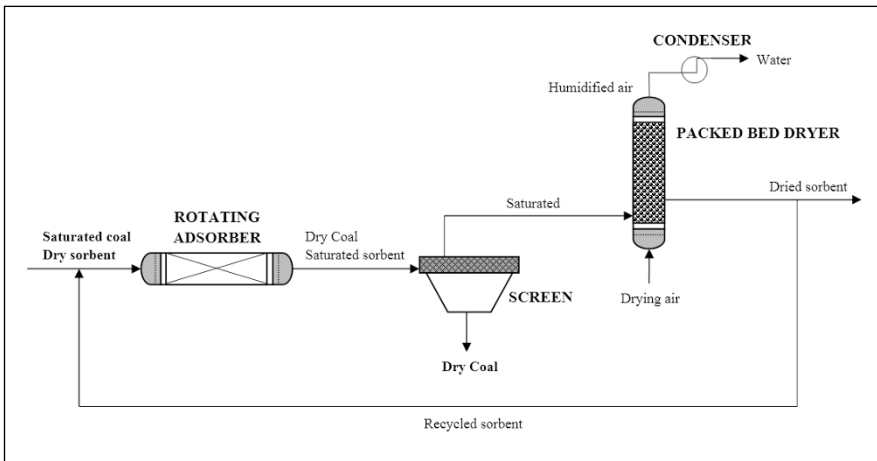 CONDENSER
Water
Humidified air
PACKED BED DRYER
Dried sorbent
Saturated
ROTATING
ADSORBER
Saturated coal
Dry sorbent
Dry Coal
Saturated sorbent
SCREEN
Drying air
Dry Coal
Recycled sorbent